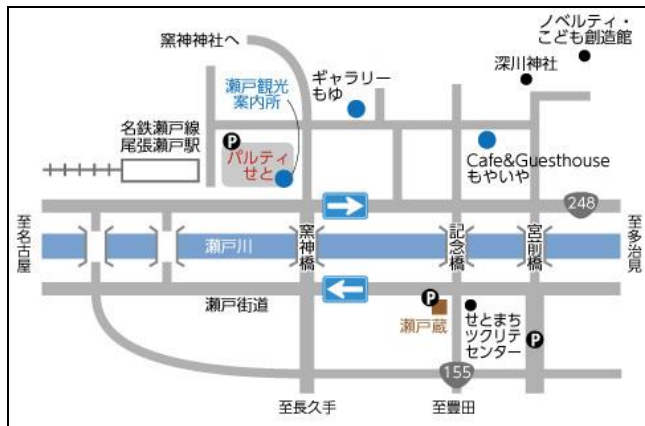 ノベルティ・
こども創造館
窯神神社へ
深川神社
瀬戸観光
案内所
ギャラリー
もゆ
名鉄瀬戸線
尾張瀬戸駅
P
パルティ
せと
Cafe&Guesthouse
もやいや
248
至名古屋
瀬戸川
窯神橋
記念橋
宮前橋
至多治見
瀬戸街道
P
瀬戸蔵
せとまち
ツクリテ
センター
P
155
至長久手
至豊田